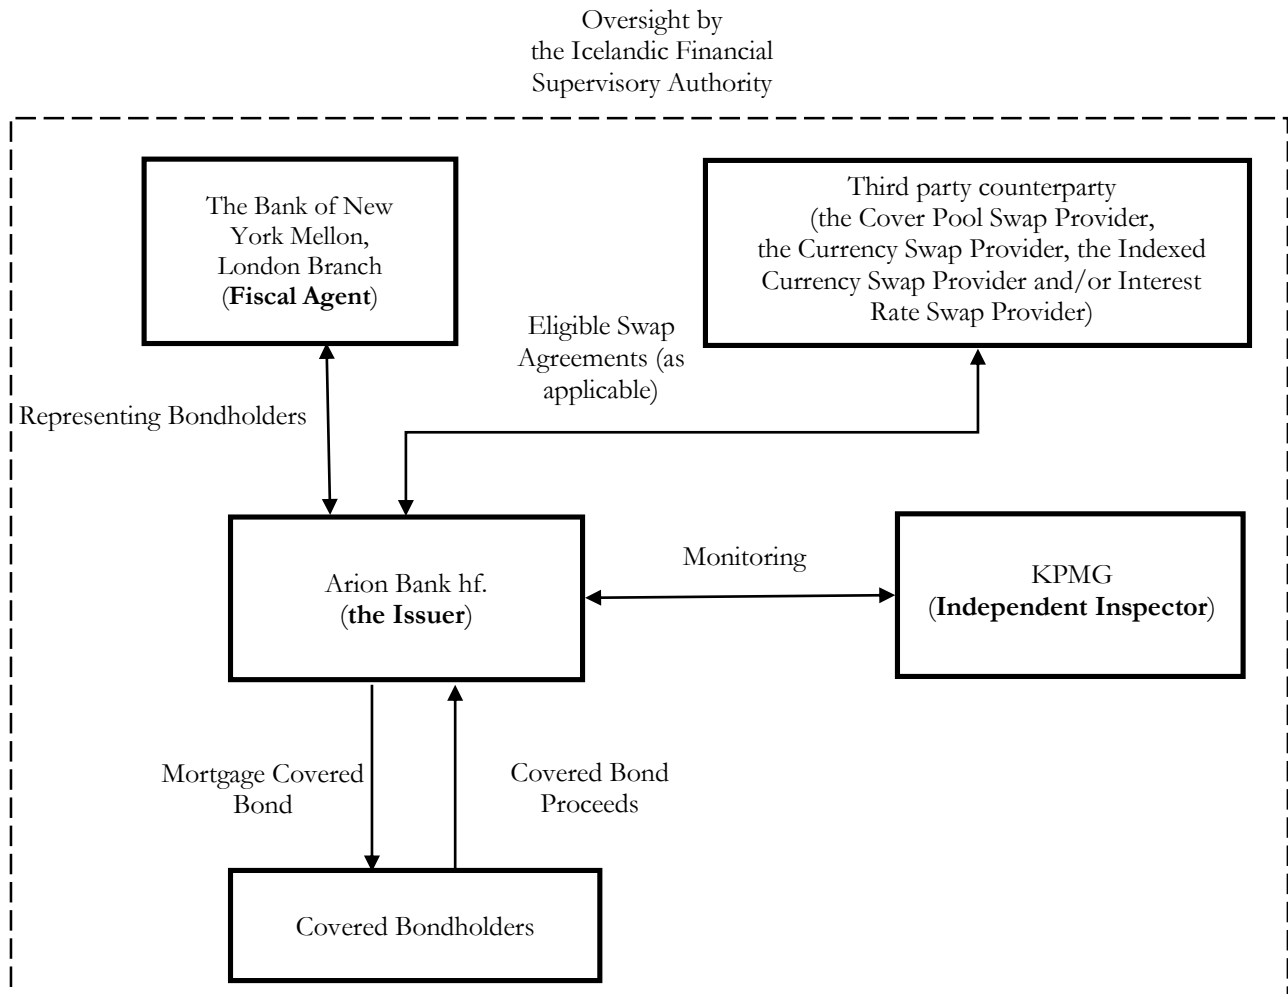 Oversight by
the Icelandic Financial
Supervisory Authority
The Bank of New
York Mellon,
London Branch
(Fiscal Agent)
Third party counterparty
(the Cover Pool Swap Provider,
the Currency Swap Provider, the Indexed
Currency Swap Provider and/or Interest
Rate Swap Provider)
Eligible Swap
Agreements (as
applicable)
Representing Bondholders
Arion Bank hf.
(the Issuer)
Monitoring
KPMG
(Independent Inspector)
Mortgage Covered
Bond
Covered Bond
Proceeds
Covered Bondholders